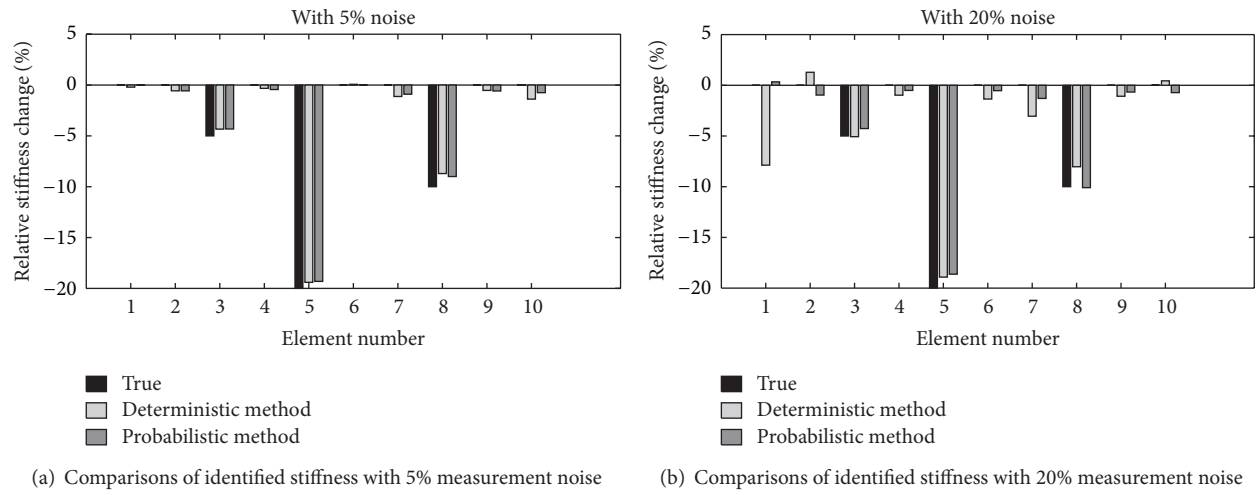 With 5% noise
Relative stiffness change (%)
5
0
−5
−10
−15
−20
1 2 3 4 5 6 7 8 9 10
Element number
True
Deterministic method
Probabilistic method
(a) Comparisons of identified stiffness with 5% measurement noise
With 20% noise
Relative stiffness change (%)
5
0
−5
−10
−15
−20
1 2 3 4 5 6 7 8 9 10
Element number
True
Deterministic method
Probabilistic method
(b) Comparisons of identified stiffness with 20% measurement noise